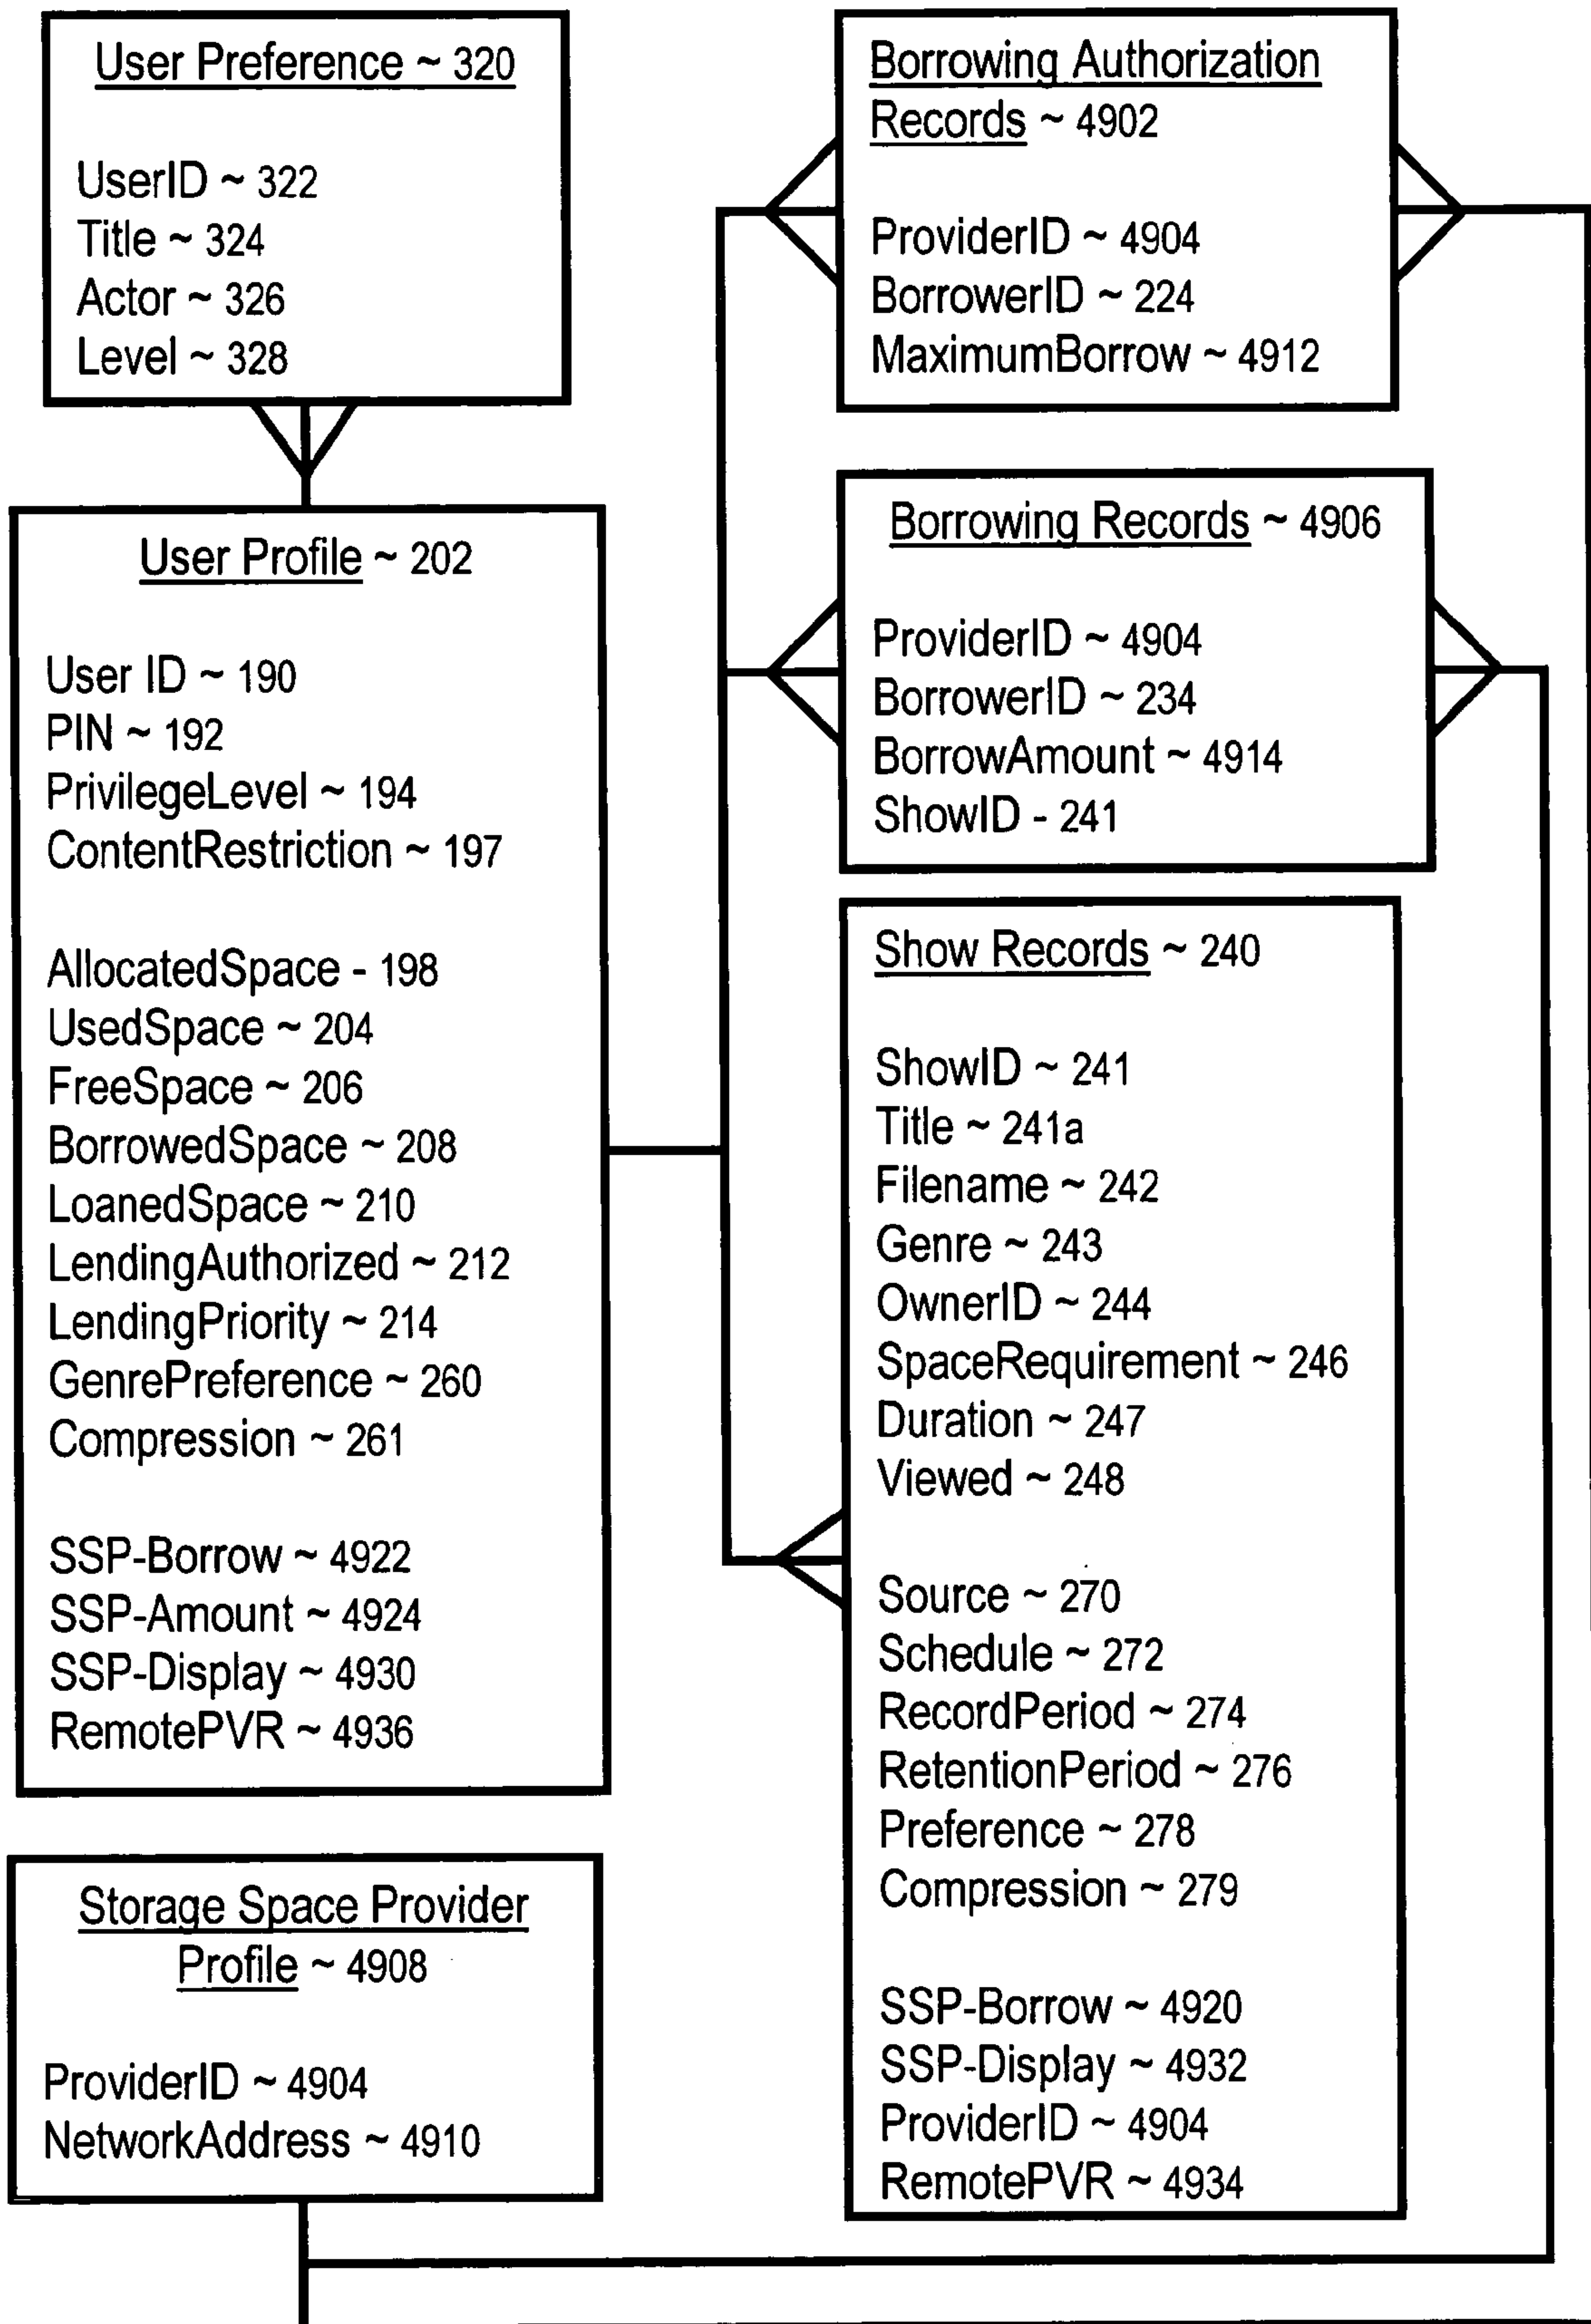 User Preference ~ 320
UserID ~ 322
Title ~ 324
Actor ~ 326
Level ~ 328
User Profile ~ 202
User ID ~ 190
PIN ~ 192
PrivilegeLevel ~ 194
ContentRestriction ~ 197
AllocatedSpace - 198
UsedSpace ~ 204
FreeSpace ~ 206
BorrowedSpace ~ 208
LoanedSpace ~ 210
LendingAuthorized ~ 212
LendingPriority ~ 214
GenrePreference ~ 260
Compression ~ 261
SSP-Borrow ~ 4922
SSP-Amount ~ 4924
SSP-Display ~ 4930
RemotePVR ~ 4936
Storage Space Provider
Profile ~ 4908
ProviderID ~ 4904
NetworkAddress ~ 4910
Borrowing Authorization
Records ~ 4902
ProviderID ~ 4904
BorrowerID ~ 224
MaximumBorrow ~ 4912
Borrowing Records ~ 4906
ProviderID ~ 4904
BorrowerID ~ 234
BorrowAmount ~ 4914
ShowID - 241
Show Records ~ 240
ShowID ~ 241
Title ~ 241a
Filename ~ 242
Genre ~ 243
OwnerID ~ 244
SpaceRequirement ~ 246
Duration ~ 247
Viewed ~ 248
Source ~ 270
Schedule ~ 272
RecordPeriod ~ 274
RetentionPeriod ~ 276
Preference ~ 278
Compression ~ 279
SSP-Borrow ~ 4920
SSP-Display ~ 4932
ProviderID ~ 4904
RemotePVR ~ 4934